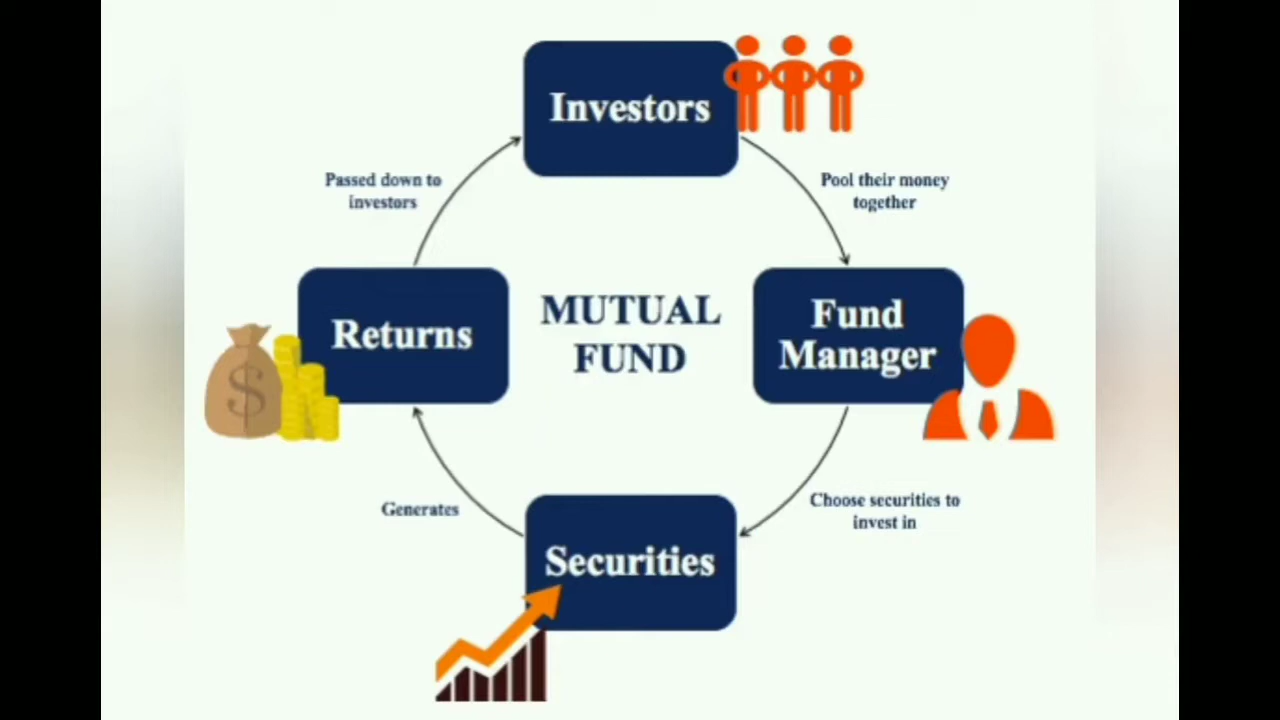 Investors
Passed down to
investors
Pool their money
together
Returns
MUTUAL
FUND
Fund
Manager
$
Generates
Choose securities to
invest in
Securities